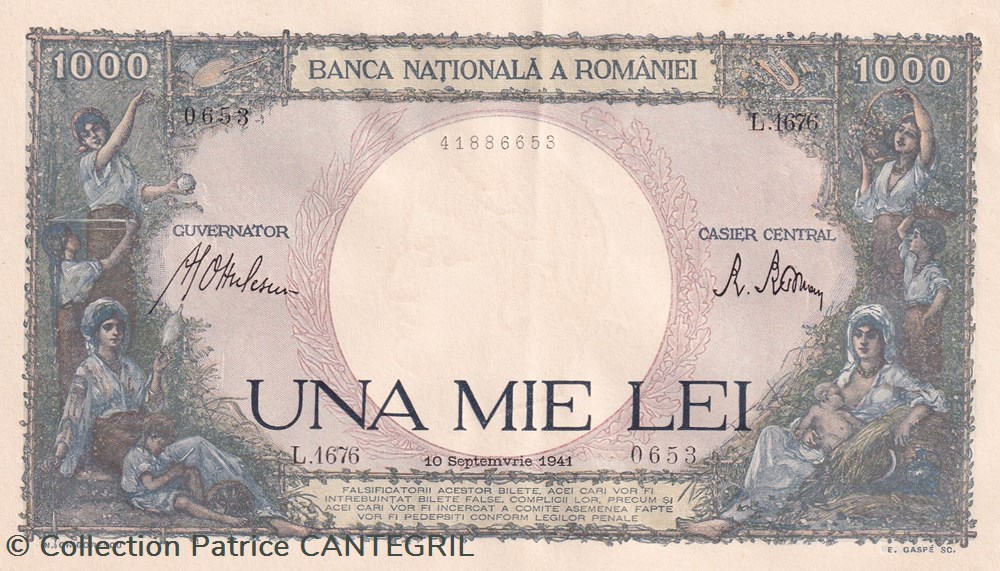 1000 BANCA NAȚIONALĂ A ROMÂNIEI 1000
0653 L.1676
41886653
GUVERNATOR CASIER CENTRAL
UNA MIE LEI
L.1676 10 Septemvrie 1941 0653
FALSIFICATORII ACESTOR BILETE, ACEI CARI VOR FI
INTREBUINȚAT BILETE FALSE, COMPLICII LOR, PRECUM ȘI
ACEI CARI VOR FI INCERCAT A COMITE ASEMENEA FAPTE
VOR FI PEDEPSIȚI CONFORM LEGILOR PENALE
© Collection Patrice CANTEGRIL
E. GASPÉ SC.